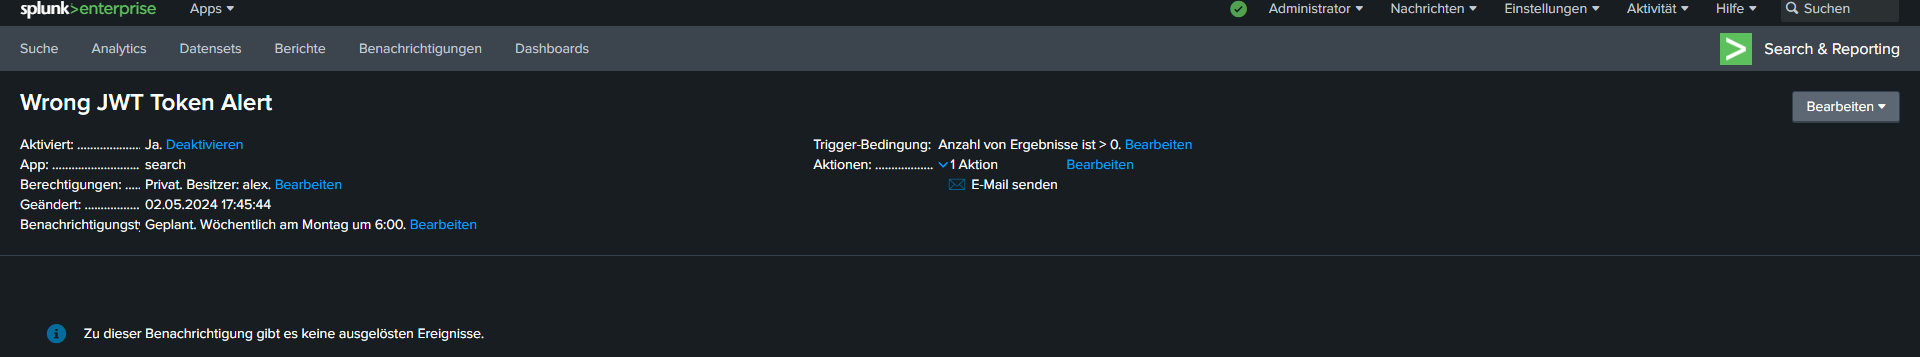 splunk>enterprise Apps Administrator Nachrichten Einstellungen Aktivität Hilfe Suchen
Suche Analytics Datensets Berichte Benachrichtigungen Dashboards Search & Reporting
Wrong JWT Token Alert
Bearbeiten
Aktiviert: .................... Ja. Deaktivieren
App: ........................... search
Berechtigungen: ..... Privat. Besitzer: alex. Bearbeiten
Geändert: ................. 02.05.2024 17:45:44
Benachrichtigungst Geplant. Wöchentlich am Montag um 6:00. Bearbeiten
Trigger-Bedingung: Anzahl von Ergebnisse ist > 0. Bearbeiten
Aktionen: .................. 1 Aktion Bearbeiten
E-Mail senden
Zu dieser Benachrichtigung gibt es keine ausgelösten Ereignisse.